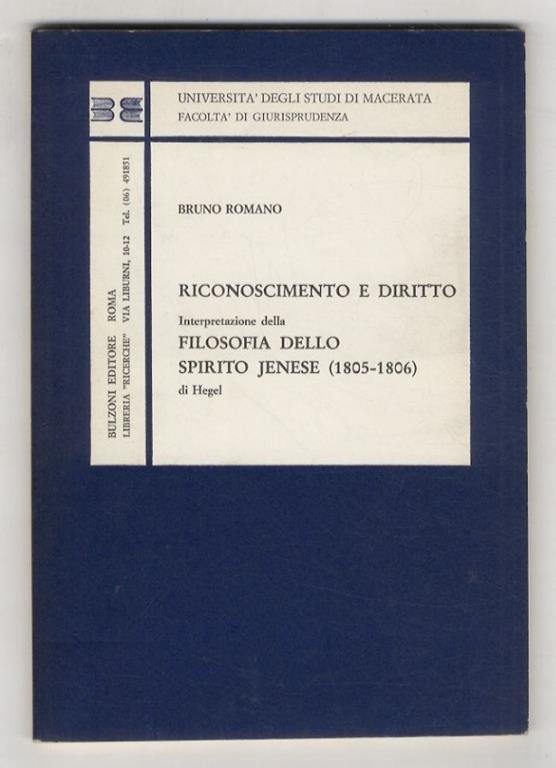 UNIVERSITA' DEGLI STUDI DI MACERATA
FACOLTA' DI GIURISPRUDENZA
BRUNO ROMANO
RICONOSCIMENTO E DIRITTO
Interpretazione della
FILOSOFIA DELLO
SPIRITO JENESE (1805-1806)
di Hegel
BULZONI EDITORE ROMA
LIBRERIA "RICERCHE" VIA LIBURNI, 10-12 Tel. (06) 491851